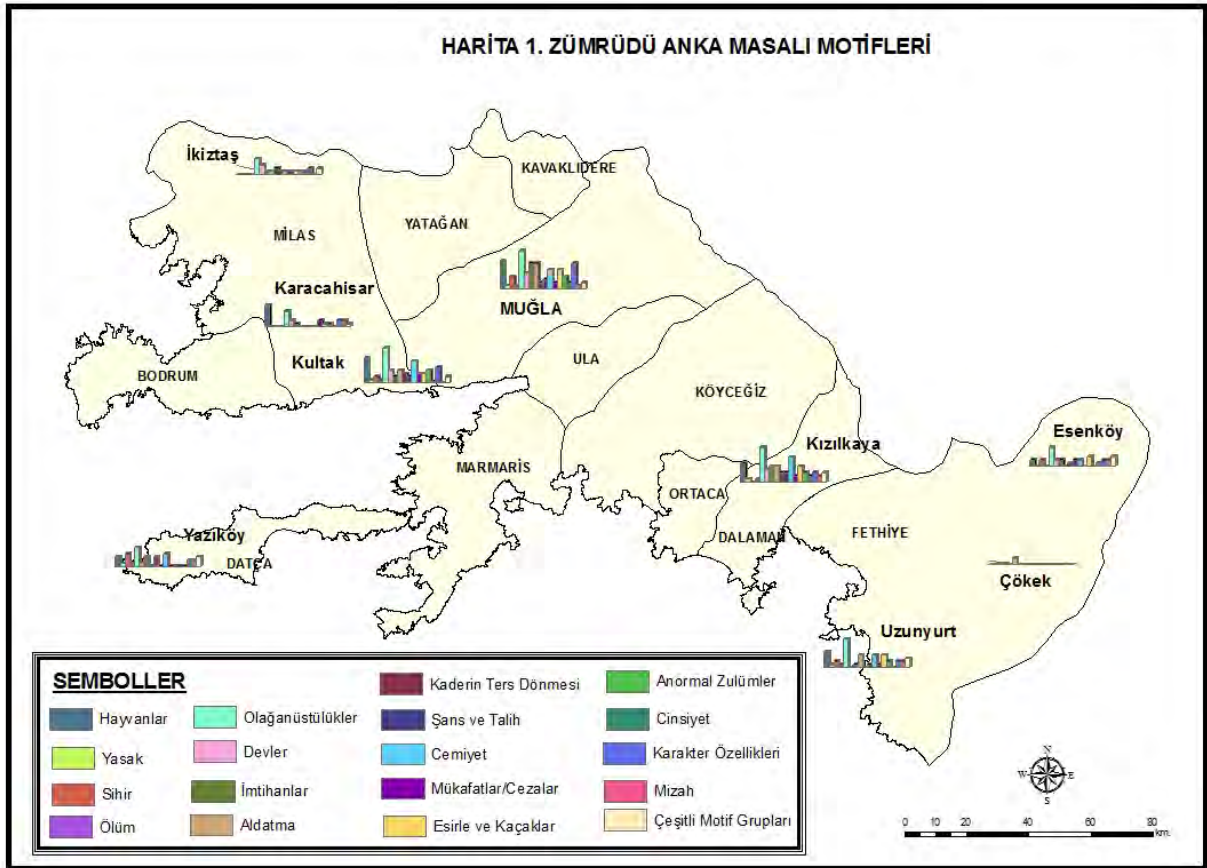 HARİTA 1. ZÜMRÜDÜ ANKA MASALI MOTİFLERİ
İkiztaş
KAVAKLIDERE
YATAĞAN
MİLAS
Karacahisar
MUĞLA
Kultak
ULA
BODRUM
KÖYCEĞİZ
Kızılkaya
Esenköy
MARMARİS
ORTACA
Yazıköy
DALAMAN
FETHİYE
DATÇA
Çökek
Uzunyurt
SEMBOLLER
Hayvanlar
Yasak
Sihir
Ölüm
Olağanüstülükler
Devler
İmtihanlar
Aldatma
Kaderin Ters Dönmesi
Şans ve Talih
Cemiyet
Mükafatlar/Cezalar
Esirle ve Kaçaklar
Anormal Zulümler
Cinsiyet
Karakter Özellikleri
Mizah
Çeşitli Motif Grupları
N
W E
S
0 10 20 40 60 80
km.